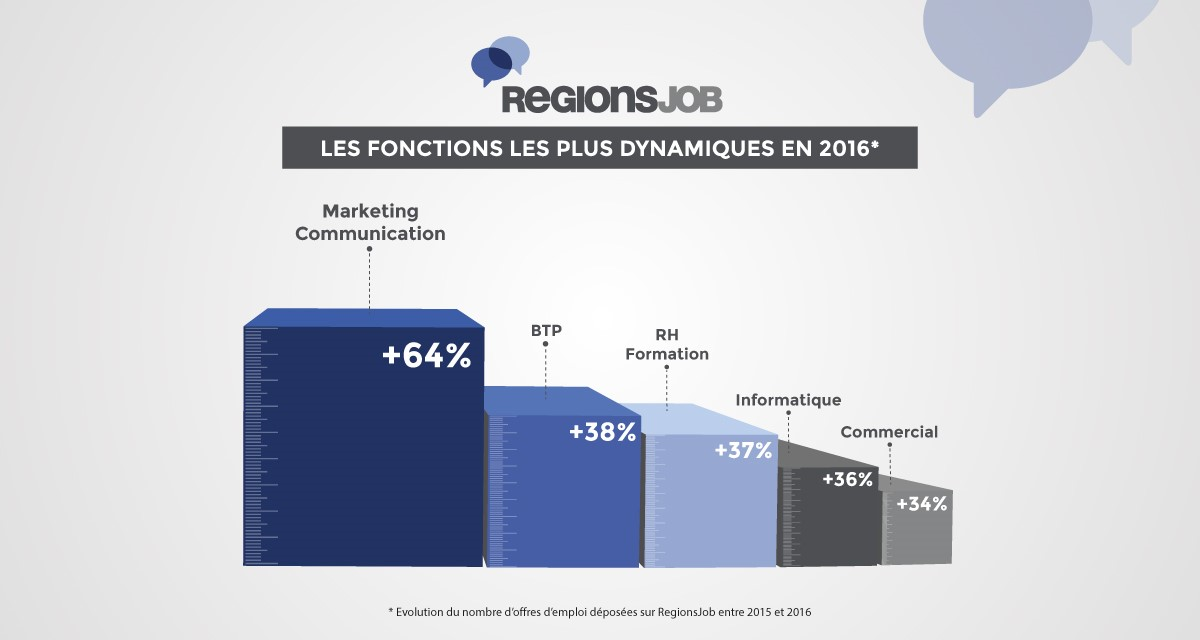 REGIONSJOB
LES FONCTIONS LES PLUS DYNAMIQUES EN 2016*
Marketing
Communication
+64%
BTP
+38%
RH
Formation
+37%
Informatique
+36%
Commercial
+34%
* Evolution du nombre d'offres d'emploi déposées sur RegionsJob entre 2015 et 2016